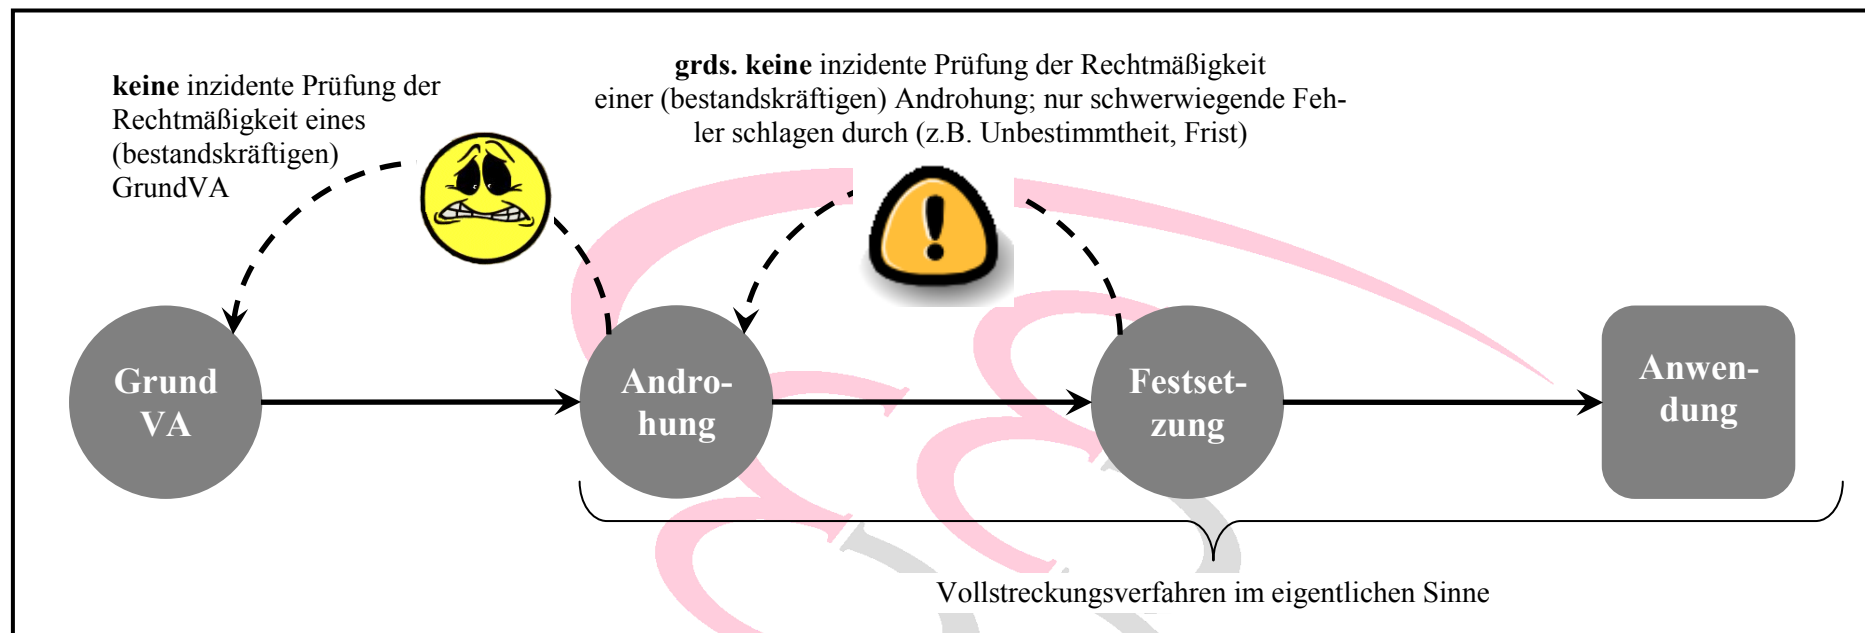 keine inzidente Prüfung der
Rechtmäßigkeit eines
(bestandskräftigen)
GrundVA
grds. keine inzidente Prüfung der Rechtmäßigkeit
einer (bestandskräftigen) Androhung; nur schwerwiegende Feh-
ler schlagen durch (z.B. Unbestimmtheit, Frist)
Grund
VA
Andro-
hung
Festset-
zung
Anwen-
dung
Vollstreckungsverfahren im eigentlichen Sinne